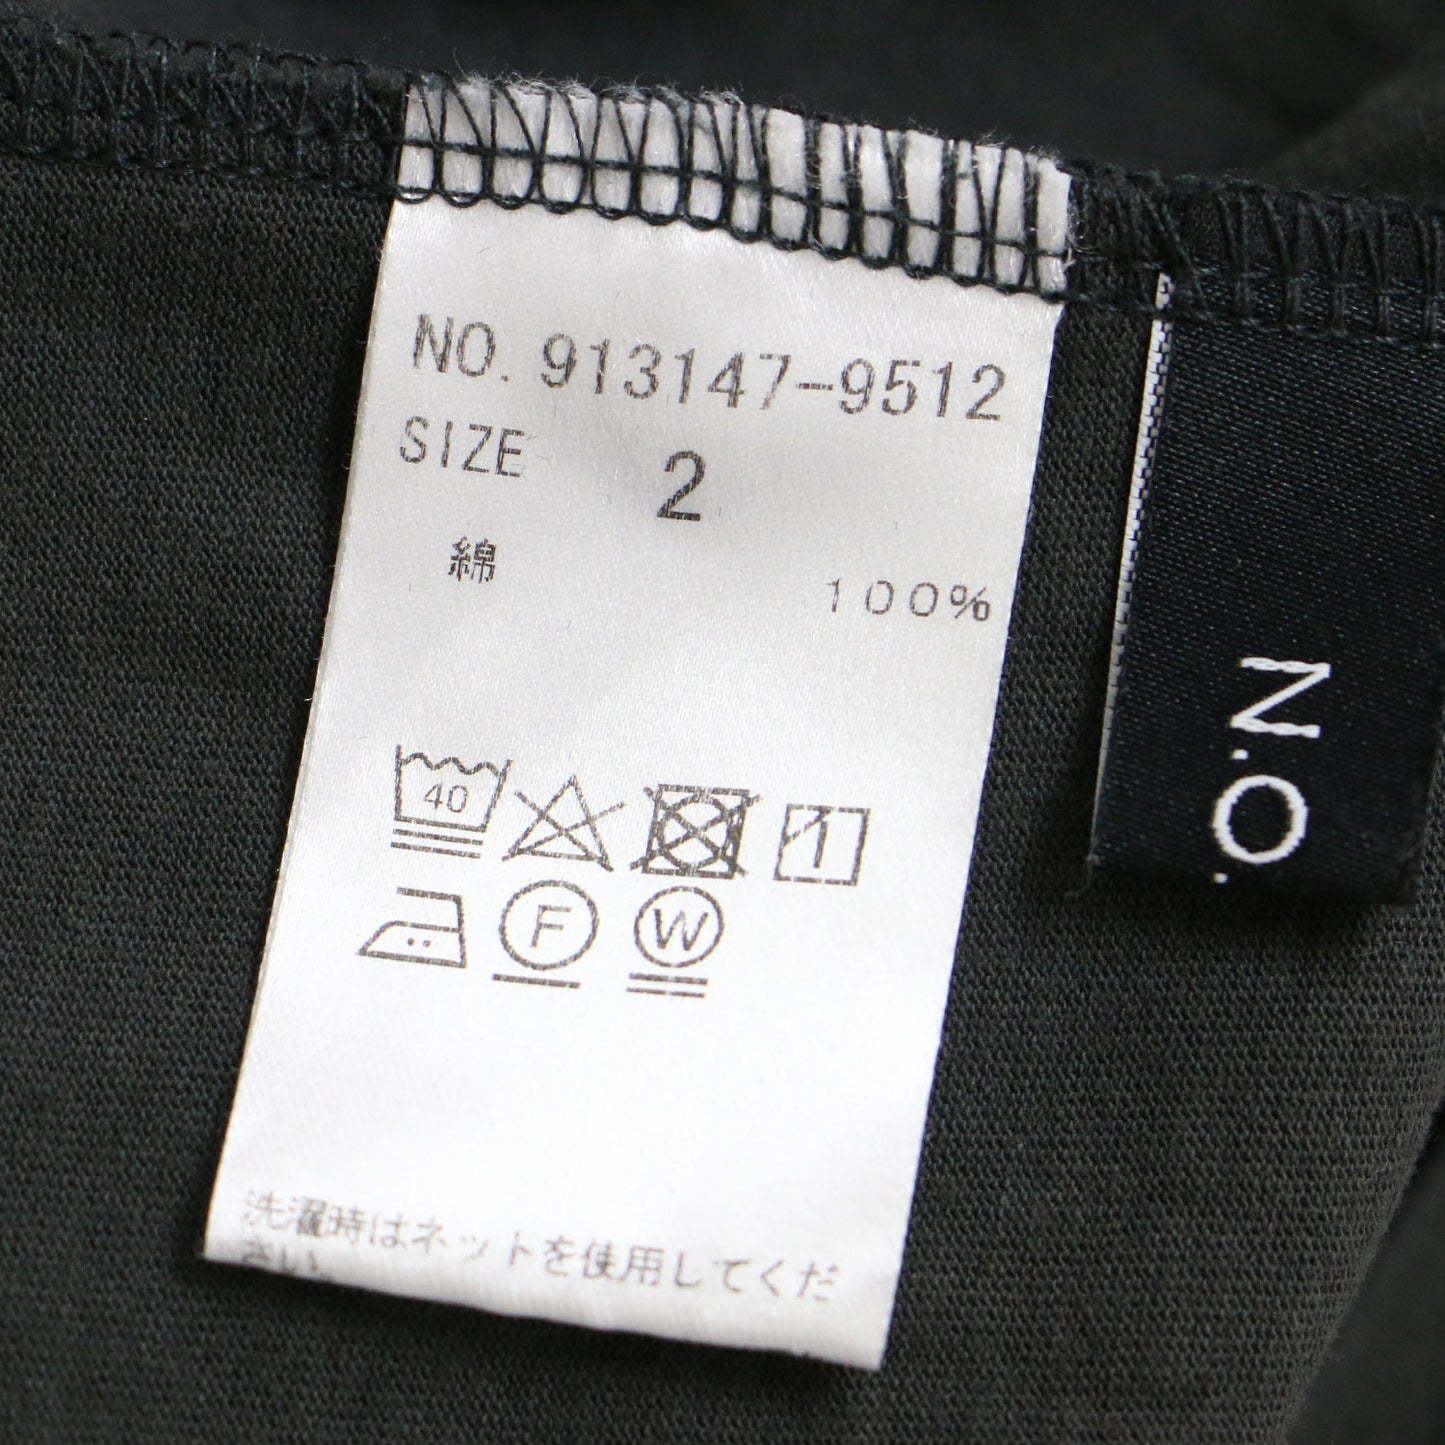 NO. 913147-9512
SIZE 2
綿 100%
40
1
F W
洗濯時はネットを使用してくだ
さい。
N.O.